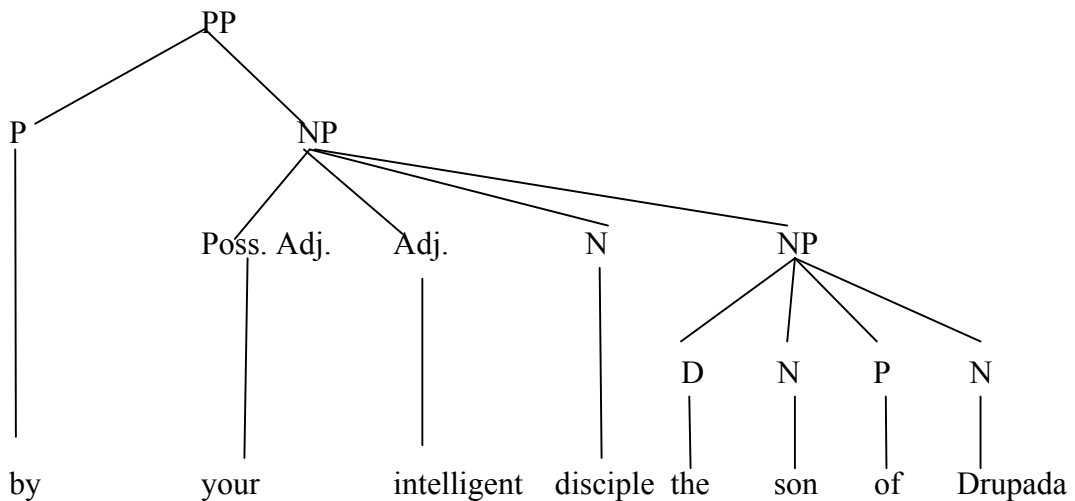 PP
P NP
Poss. Adj. Adj. N NP
D N P N
by your intelligent disciple the son of Drupada